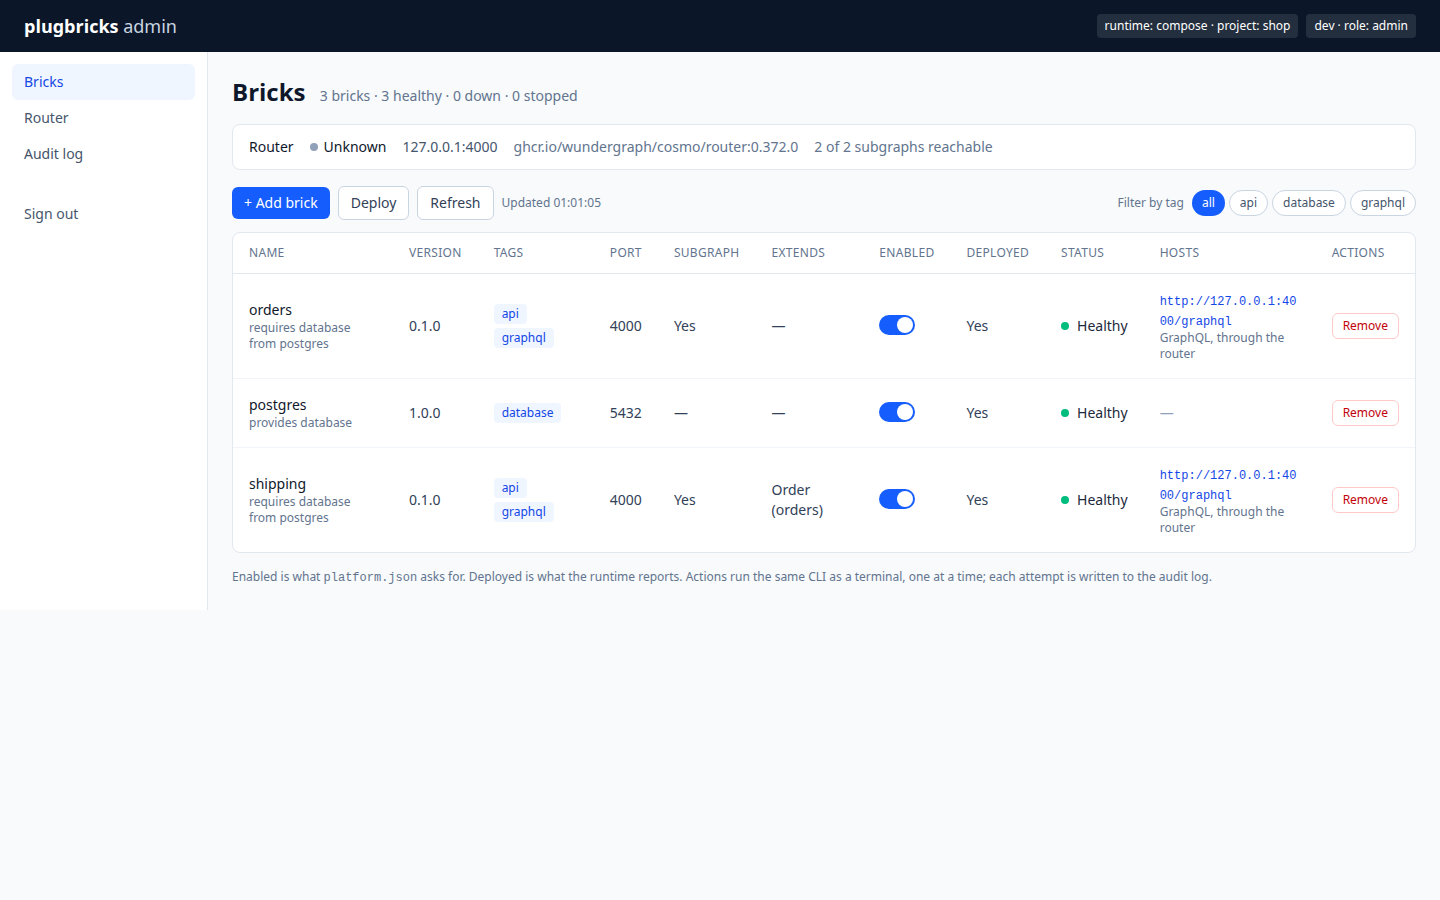 plugbricks admin
runtime: compose · project: shop
dev · role: admin
Bricks
Router
Audit log
Sign out
Bricks
3 bricks · 3 healthy · 0 down · 0 stopped
Router
Unknown
127.0.0.1:4000
ghcr.io/wundergraph/cosmo/router:0.372.0
2 of 2 subgraphs reachable
+ Add brick
Deploy
Refresh
Updated 01:01:05
Filter by tag
all
api
database
graphql
NAME VERSION TAGS PORT SUBGRAPH EXTENDS ENABLED DEPLOYED STATUS HOSTS ACTIONS
orders
requires database
from postgres
0.1.0
api
graphql
4000
Yes
—
Yes
Healthy
http://127.0.0.1:40
00/graphql
GraphQL, through the
router
Remove
postgres
provides database
1.0.0
database
5432
—
—
Yes
Healthy
—
Remove
shipping
requires database
from postgres
0.1.0
api
graphql
4000
Yes
Order
(orders)
Yes
Healthy
http://127.0.0.1:40
00/graphql
GraphQL, through the
router
Remove
Enabled is what platform.json asks for. Deployed is what the runtime reports. Actions run the same CLI as a terminal, one at a time; each attempt is written to the audit log.